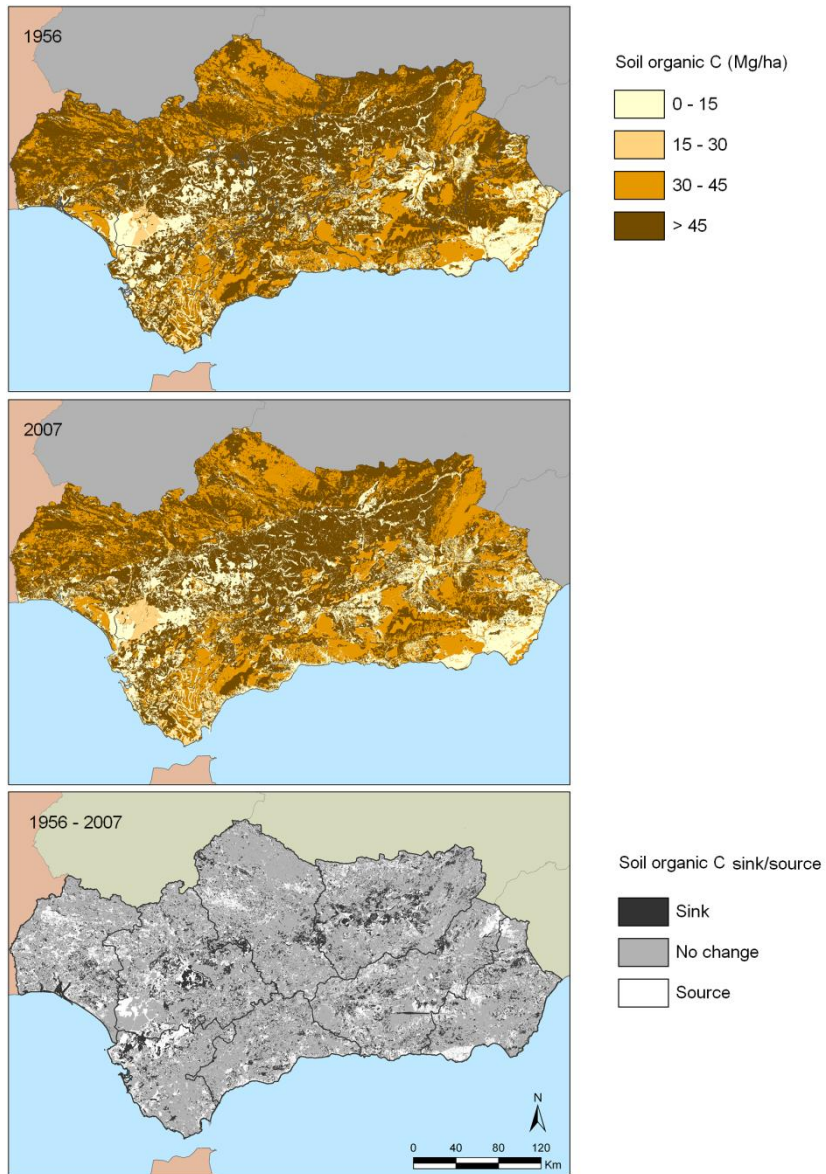 1956
Soil organic C (Mg/ha)
0 - 15
15 - 30
30 - 45
> 45
2007
1956 - 2007
Soil organic C sink/source
Sink
No change
Source
N
0 40 80 120
Km